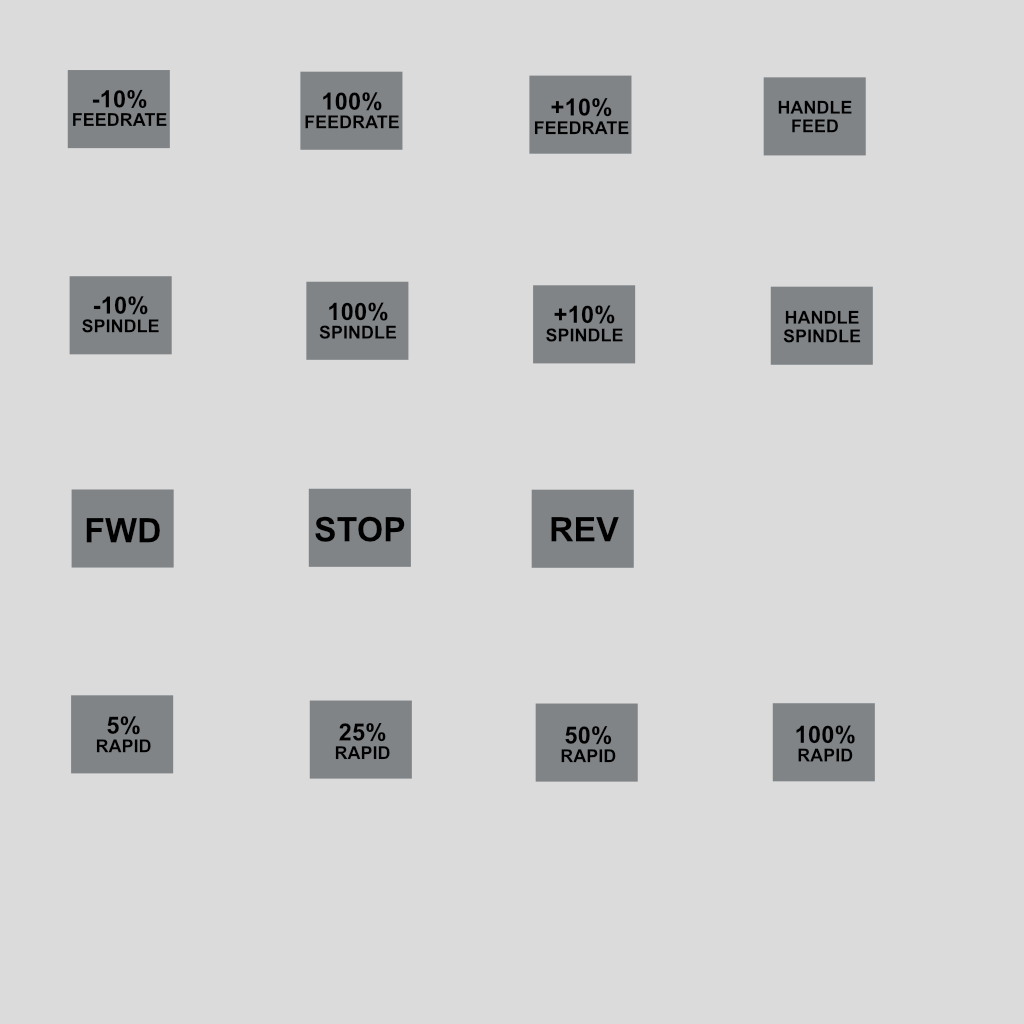 -10%
FEEDRATE
100%
FEEDRATE
+10%
FEEDRATE
HANDLE
FEED
-10%
SPINDLE
100%
SPINDLE
+10%
SPINDLE
HANDLE
SPINDLE
FWD
STOP
REV
5%
RAPID
25%
RAPID
50%
RAPID
100%
RAPID